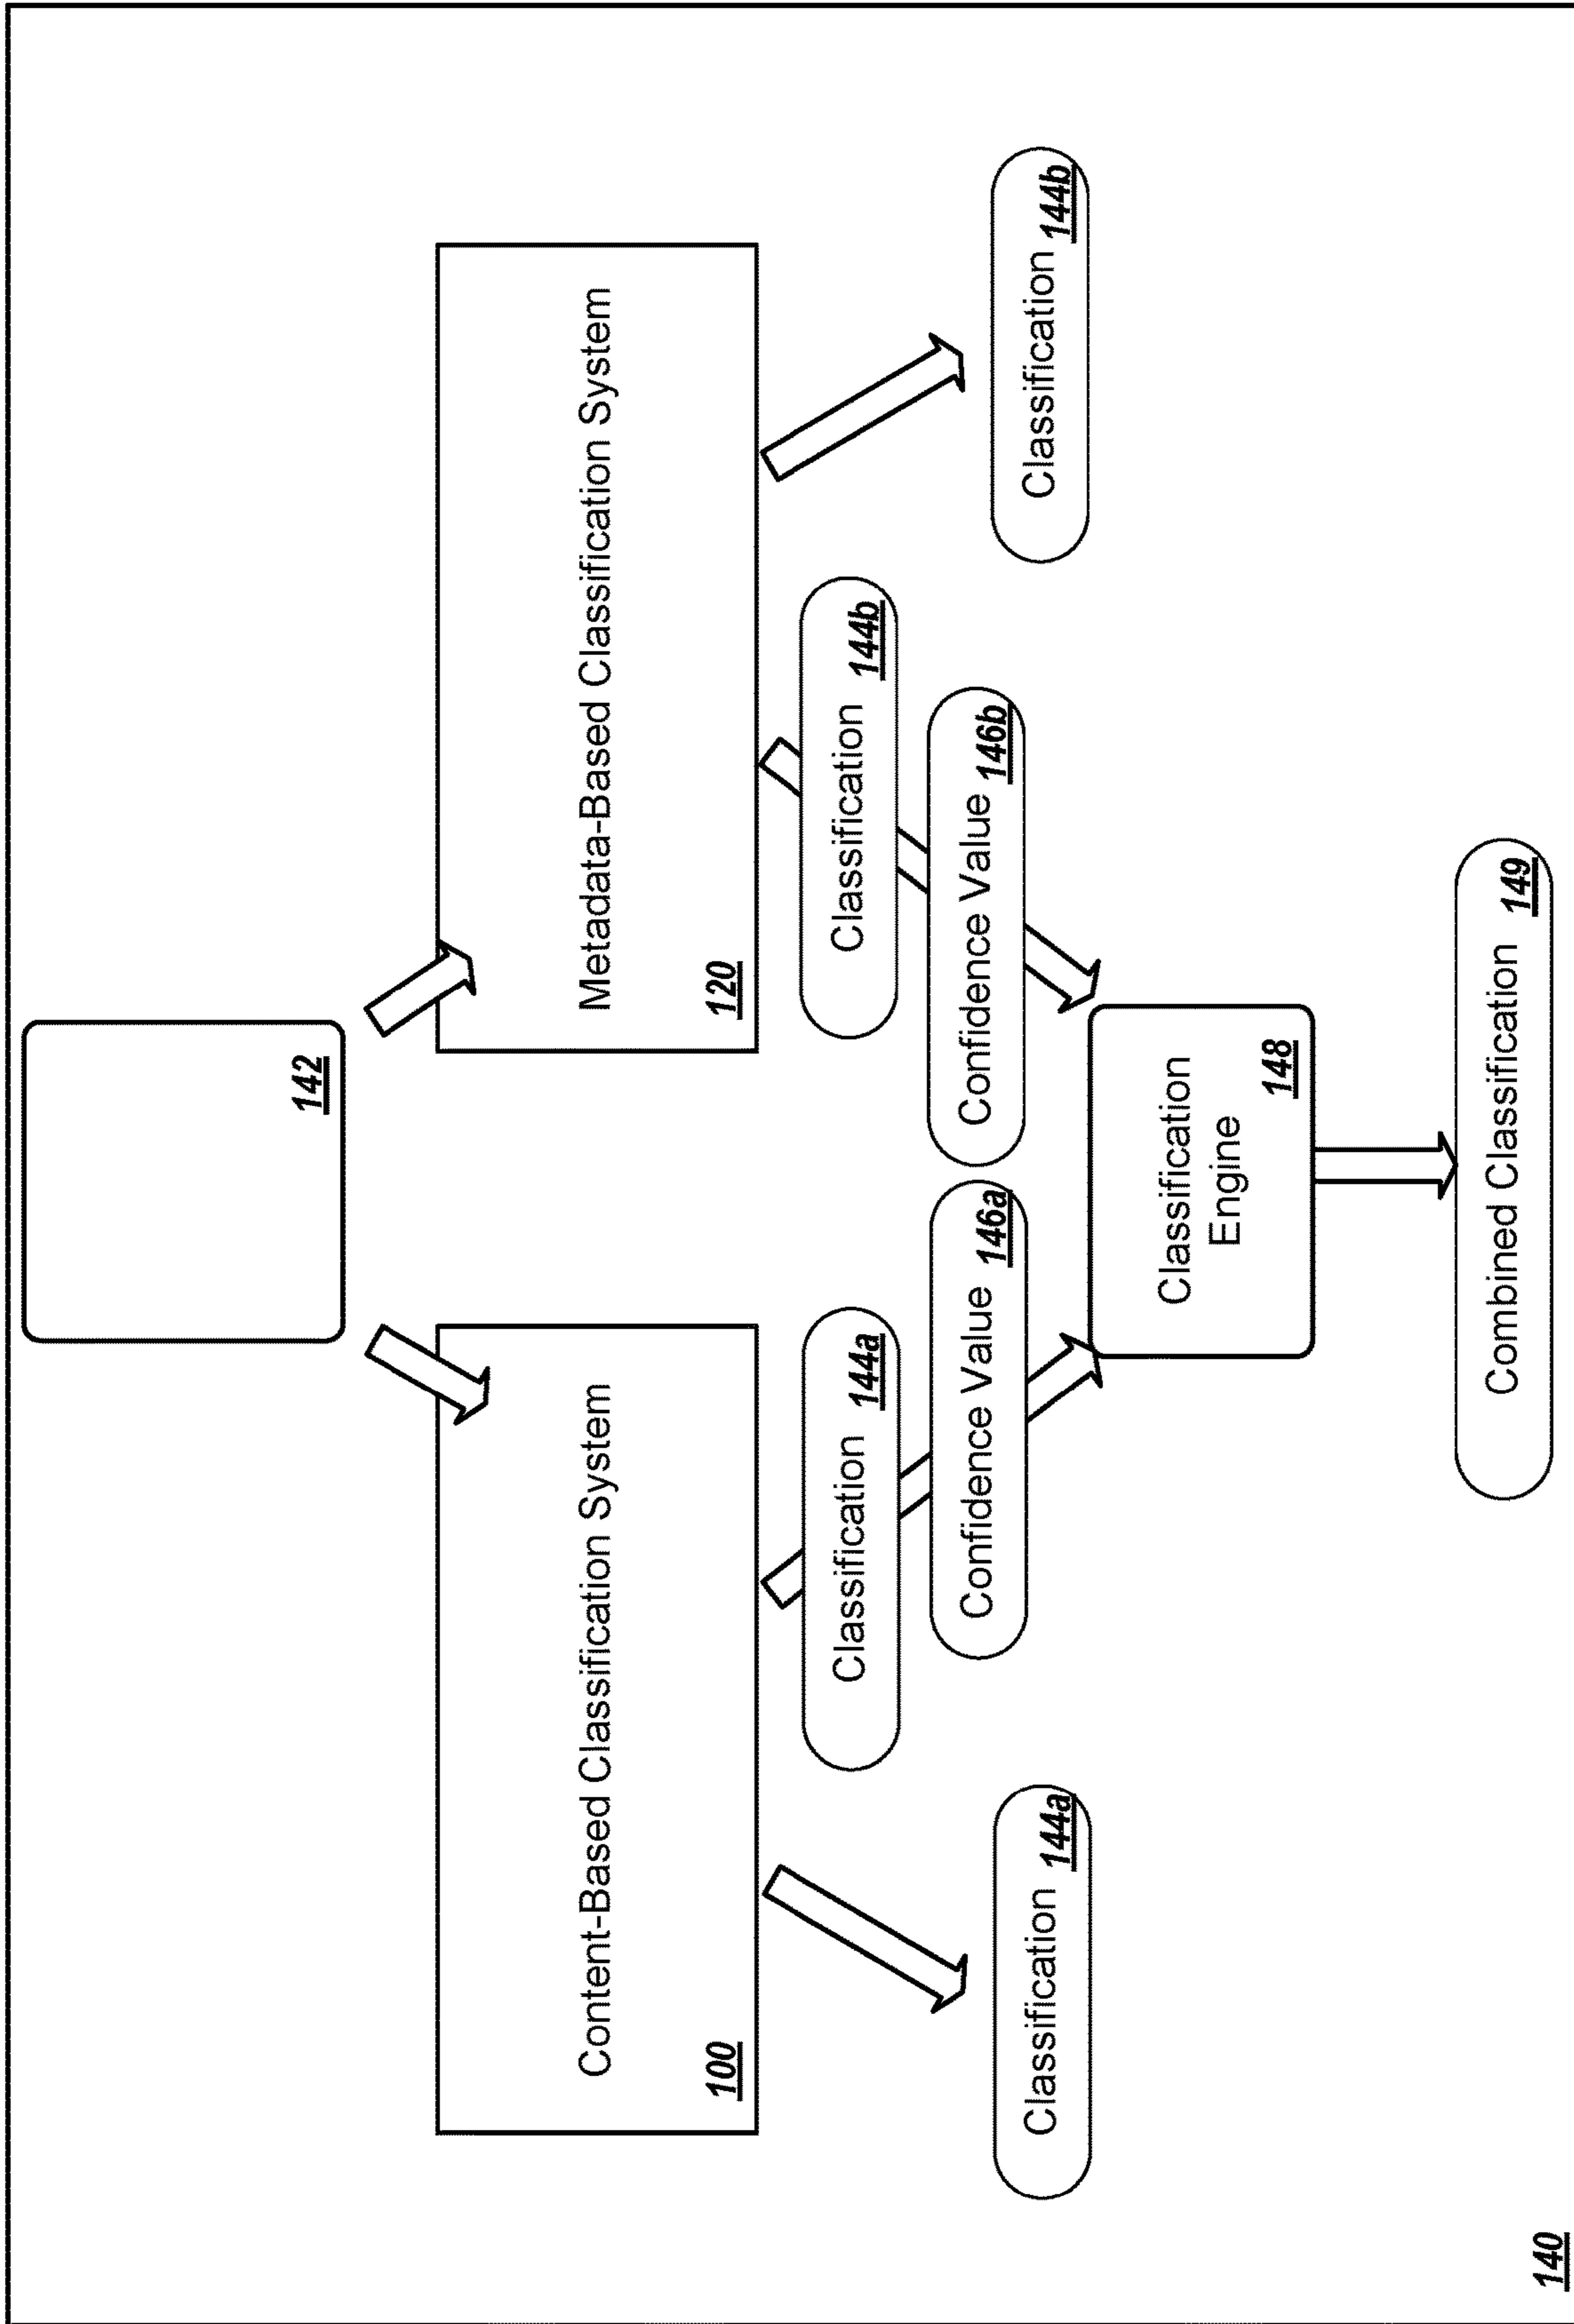 142
Content-Based Classification System
100
Metadata-Based Classification System
120
Classification 144a
Classification 144b
Confidence Value 146a
Confidence Value 146b
Classification 144a
Classification 144b
Classification
Engine
148
Combined Classification 149
140